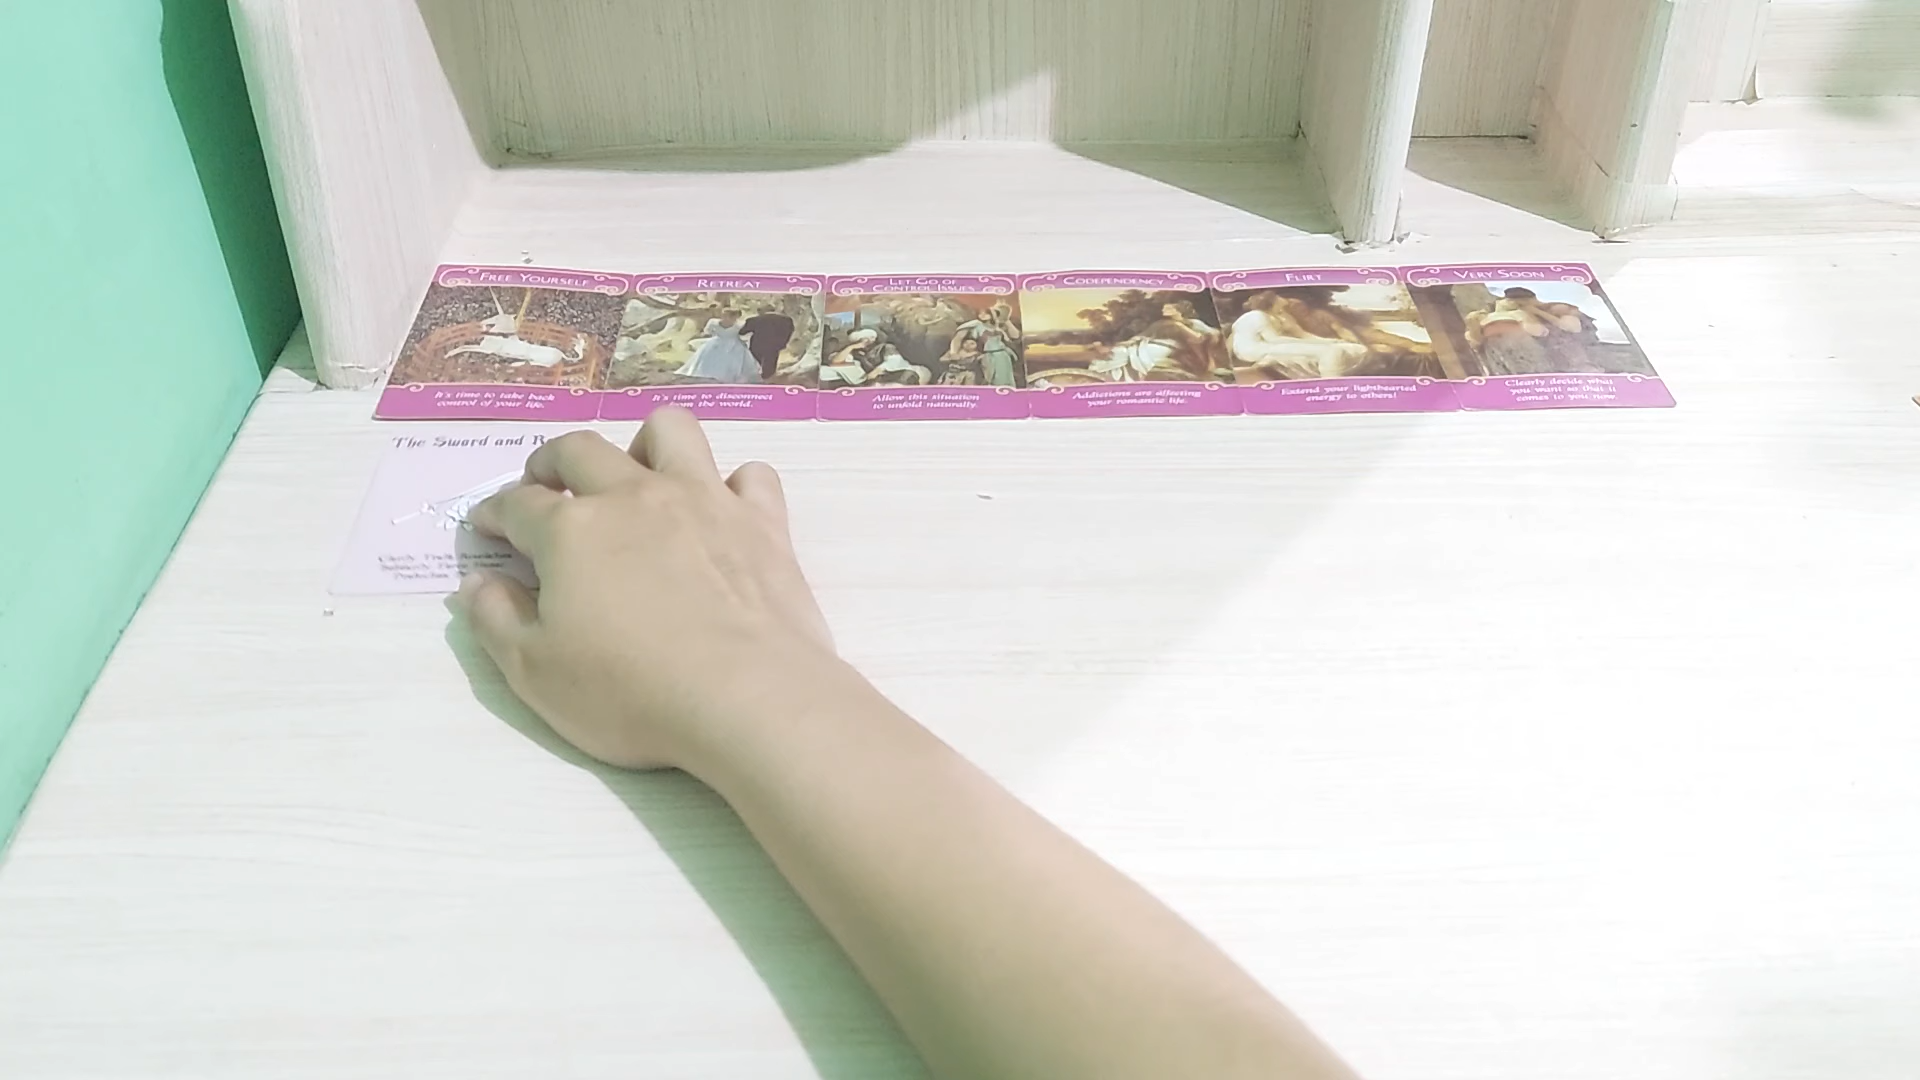 FREE YOURSELF
It's time to take back
control of your life.
RETREAT
It's time to disconnect
from the world.
LET GO OF
CONTROL ISSUES
Allow this situation
to unfold naturally.
CODEPENDENCY
Addictions are affecting
your romantic life.
FLIRT
Extend your lighthearted
energy to others!
VERY SOON
Clearly decide what
you want so that it
comes to you now.
The Sword and